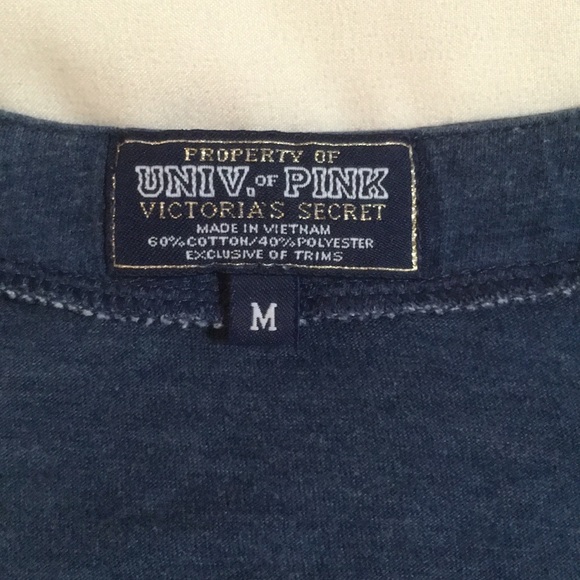 PROPERTY OF
UNIV. OF PINK
VICTORIA'S SECRET
MADE IN VIETNAM
60% COTTON/40% POLYESTER
EXCLUSIVE OF TRIMS
M